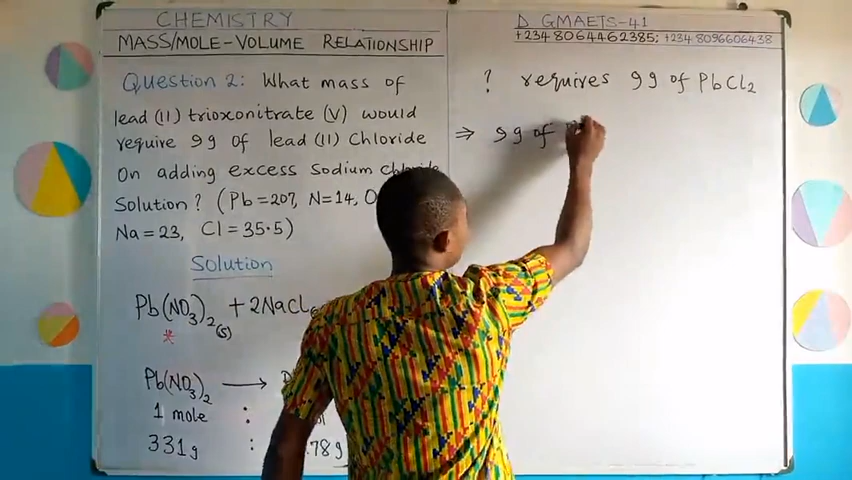 CHEMISTRY
MASS/MOLE-VOLUME RELATIONSHIP
Question 2: What mass of
lead (II) trioxonitrate (V) would
require 9g of lead (II) Chloride
On adding excess Sodium
Solution? (Pb=207, N=14,
Na=23, Cl=35.5)
Solution
Pb(NO3)2(s) + 2NaCl
*
Pb(NO3)2 ⟶
1 mole :
331g : .78g
D GMAETS-41
+234 8064462385; +234 8096606438
? requires 9g of PbCl2
⇒ 9g of